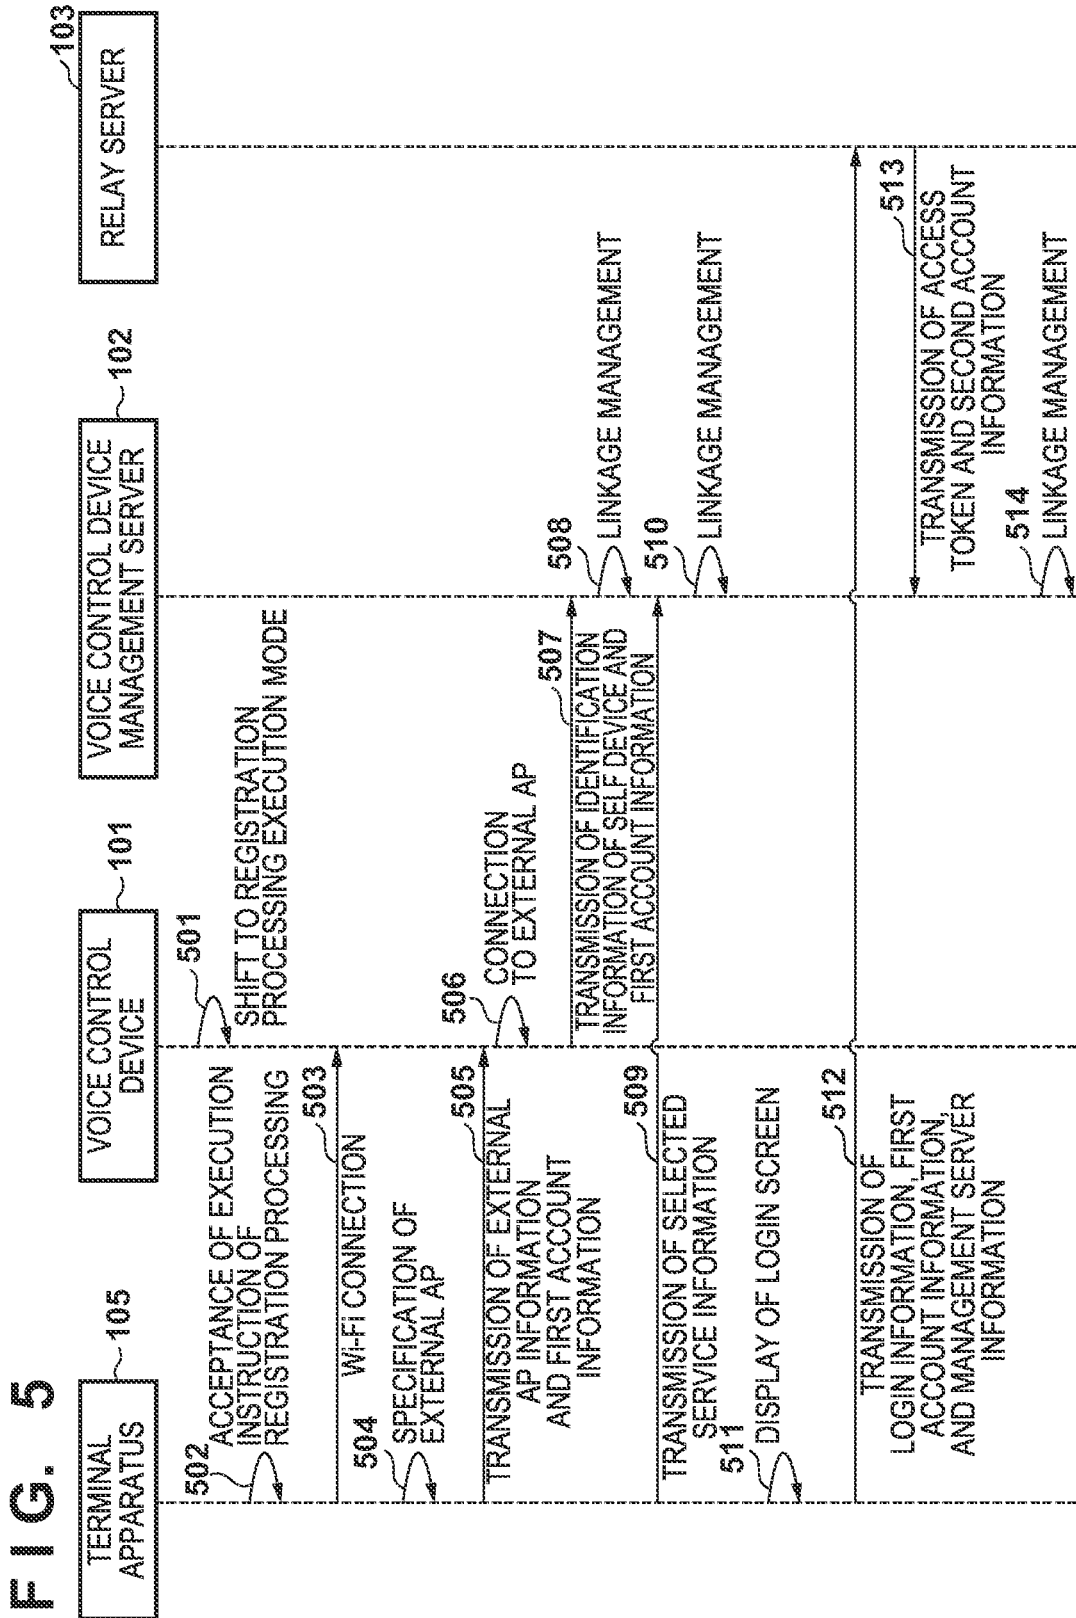 FIG. 5
TERMINAL
APPARATUS
105
VOICE CONTROL
DEVICE
101
VOICE CONTROL DEVICE
MANAGEMENT SERVER
102
RELAY SERVER
103
501
SHIFT TO REGISTRATION
PROCESSING EXECUTION MODE
502
ACCEPTANCE OF EXECUTION
INSTRUCTION OF
REGISTRATION PROCESSING
503
Wi-Fi CONNECTION
504
SPECIFICATION OF
EXTERNAL AP
505
TRANSMISSION OF EXTERNAL
AP INFORMATION
AND FIRST ACCOUNT
INFORMATION
506
CONNECTION
TO EXTERNAL AP
507
TRANSMISSION OF IDENTIFICATION
INFORMATION OF SELF DEVICE AND
FIRST ACCOUNT INFORMATION
508
LINKAGE MANAGEMENT
509
TRANSMISSION OF SELECTED
SERVICE INFORMATION
510
LINKAGE MANAGEMENT
511
DISPLAY OF LOGIN SCREEN
512
TRANSMISSION OF
LOGIN INFORMATION, FIRST
ACCOUNT INFORMATION,
AND MANAGEMENT SERVER
INFORMATION
513
TRANSMISSION OF ACCESS
TOKEN AND SECOND ACCOUNT
INFORMATION
514
LINKAGE MANAGEMENT